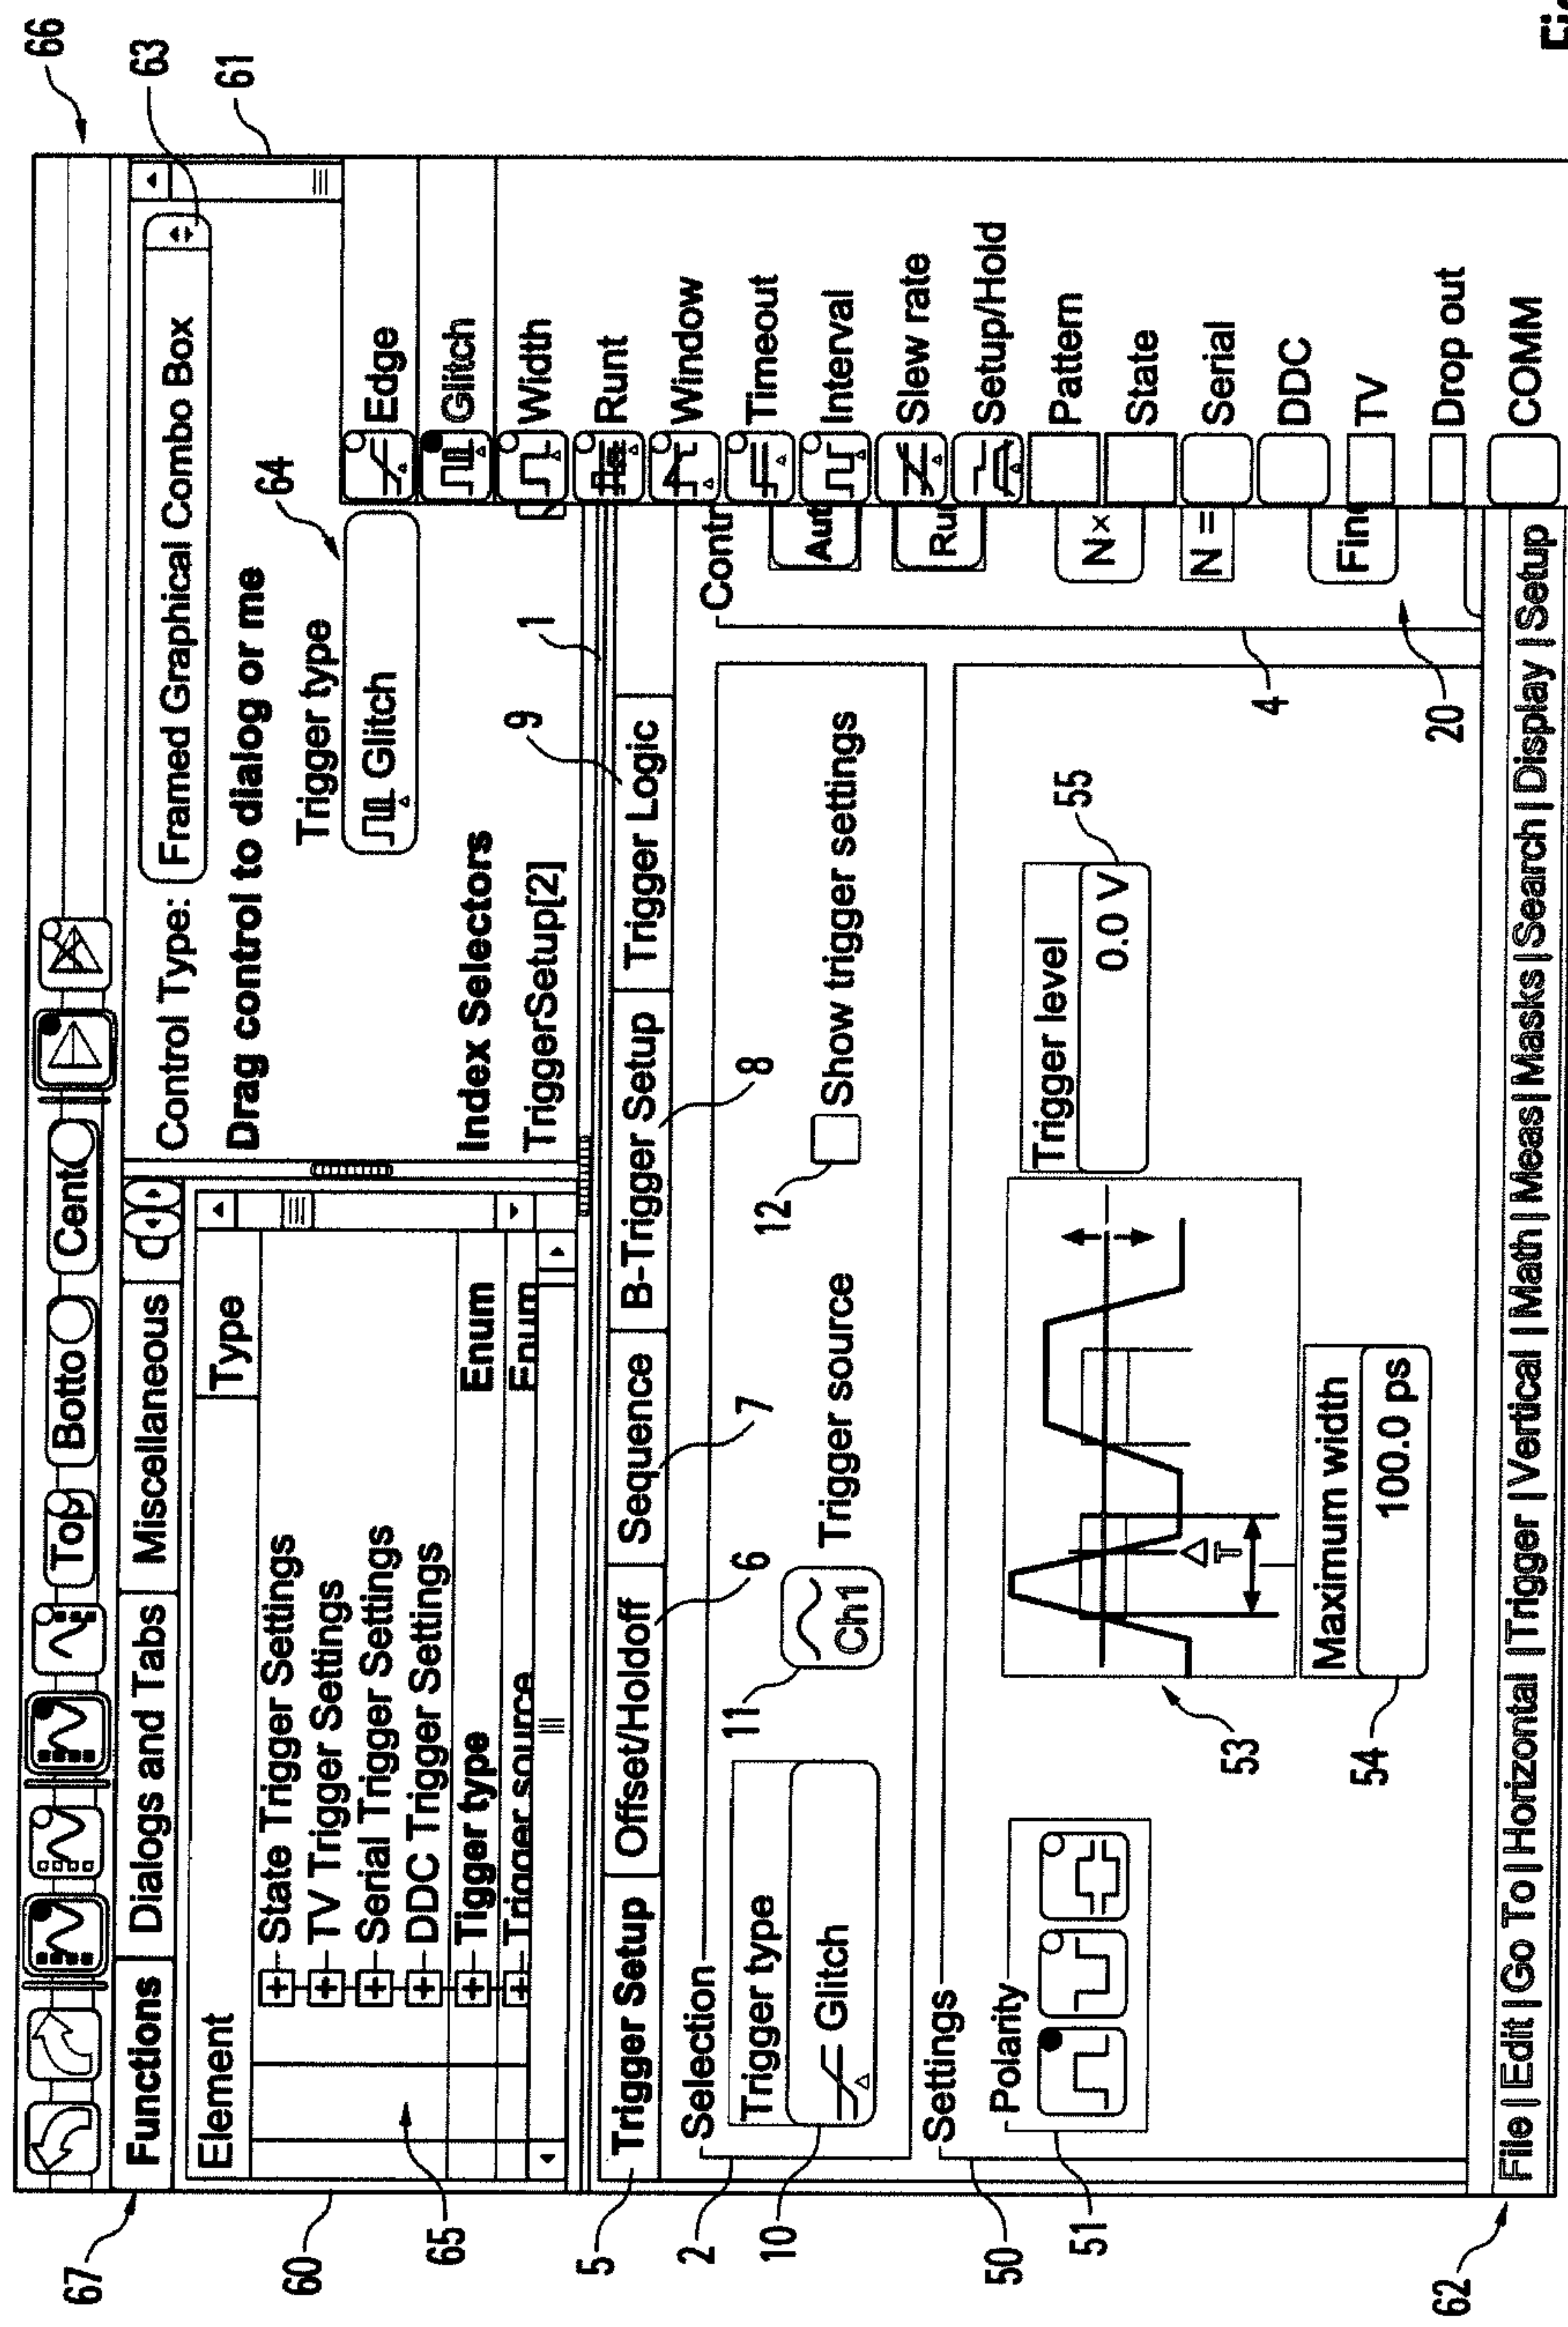 66
63
61
Top
Botto
Cent
67
Functions
Dialogs and Tabs
Miscellaneous
Control Type:
Framed Graphical Combo Box
Element
Type
State Trigger Settings
TV Trigger Settings
Serial Trigger Settings
DDC Trigger Settings
Tigger type
Enum
Trigger source
Enum
60
65
Drag control to dialog or me
Trigger type
64
Glitch
Index Selectors
TriggerSetup[2]
1
9
Edge
Glitch
Width
Runt
Window
Timeout
Interval
Slew rate
Setup/Hold
Pattern
State
Serial
DDC
TV
Drop out
COMM
5
Trigger Setup
Offset/Holdoff
Sequence
B-Trigger Setup
Trigger Logic
6
7
8
Selection
2
Trigger type
Glitch
10
11
Ch1
Trigger source
12
Show trigger settings
Contr
Aut
Ru
N×
N =
Fin
4
20
Settings
50
Polarity
51
T
53
Trigger level
0.0 V
55
Maximum width
100.0 ps
54
File | Edit | Go To | Horizontal | Trigger | Vertical | Math | Meas | Masks | Search | Display | Setup
62